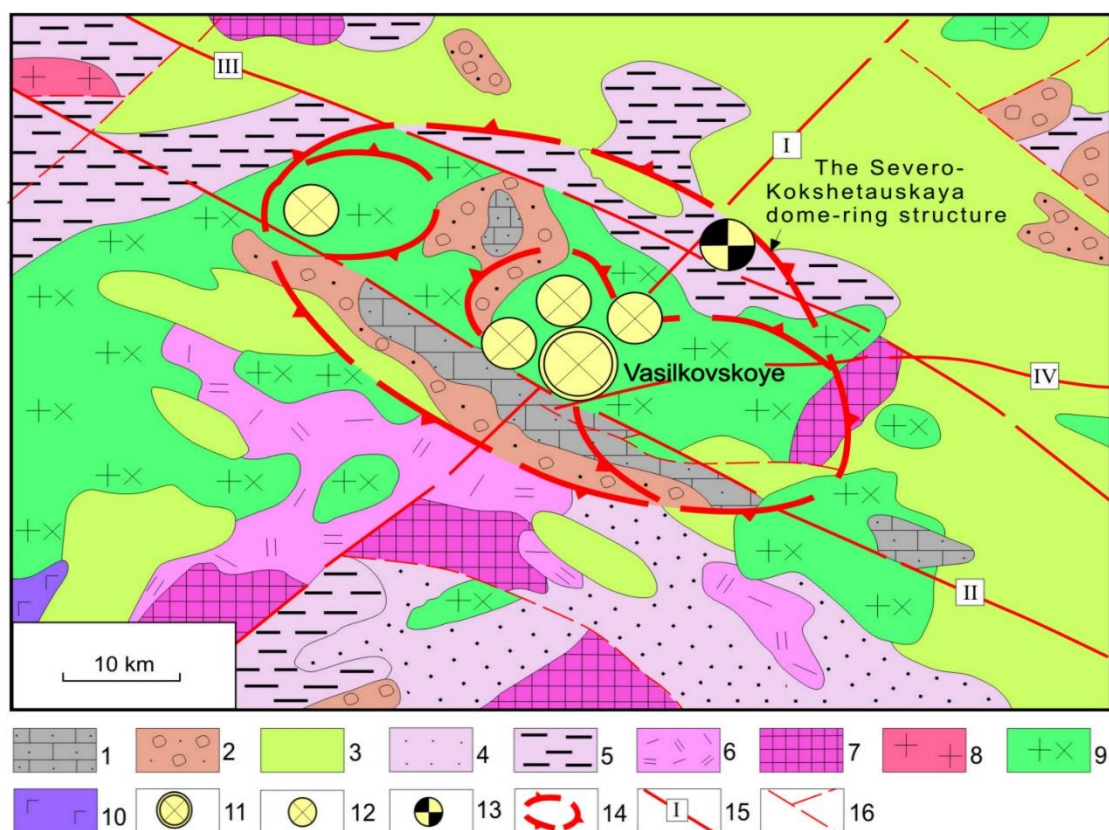 III
I
The Severo-
Kokshetauskaya
dome-ring structure
Vasilkovskoye
IV
II
10 km
1 2 3 4 5 6 7 8 9
10 11 12 13 14 I 15 16